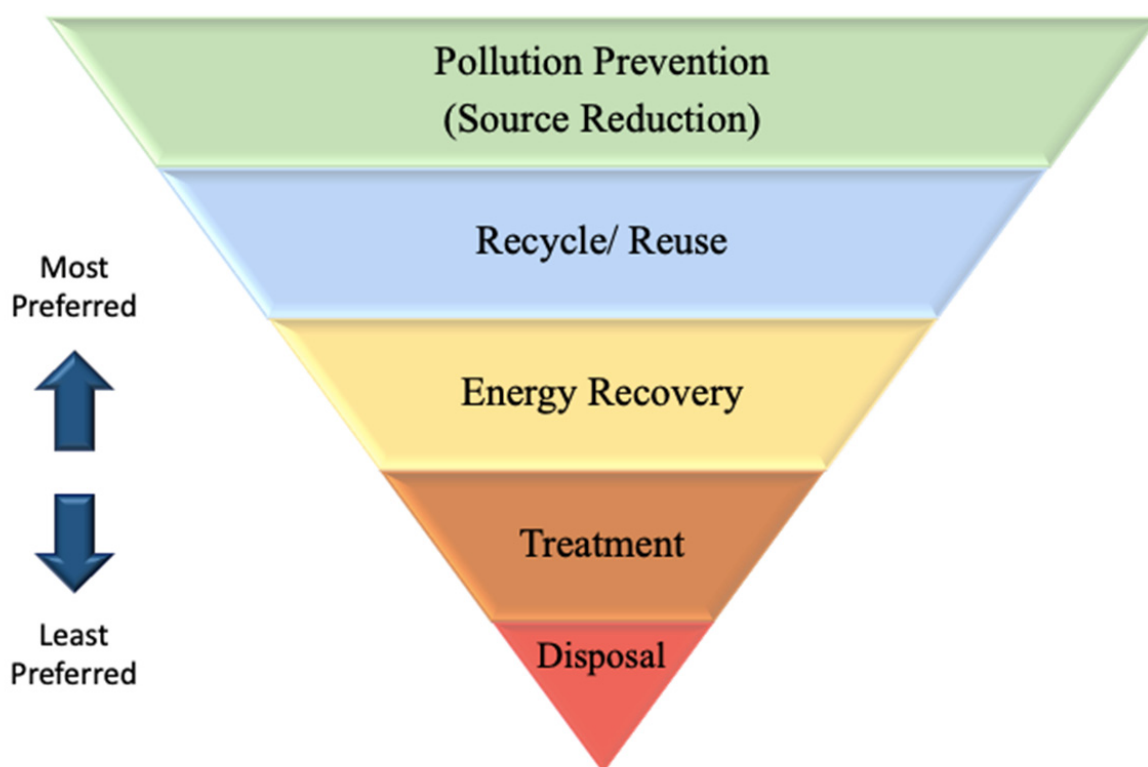 Pollution Prevention
(Source Reduction)
Recycle/ Reuse
Most
Preferred
Energy Recovery
Treatment
Least
Preferred
Disposal